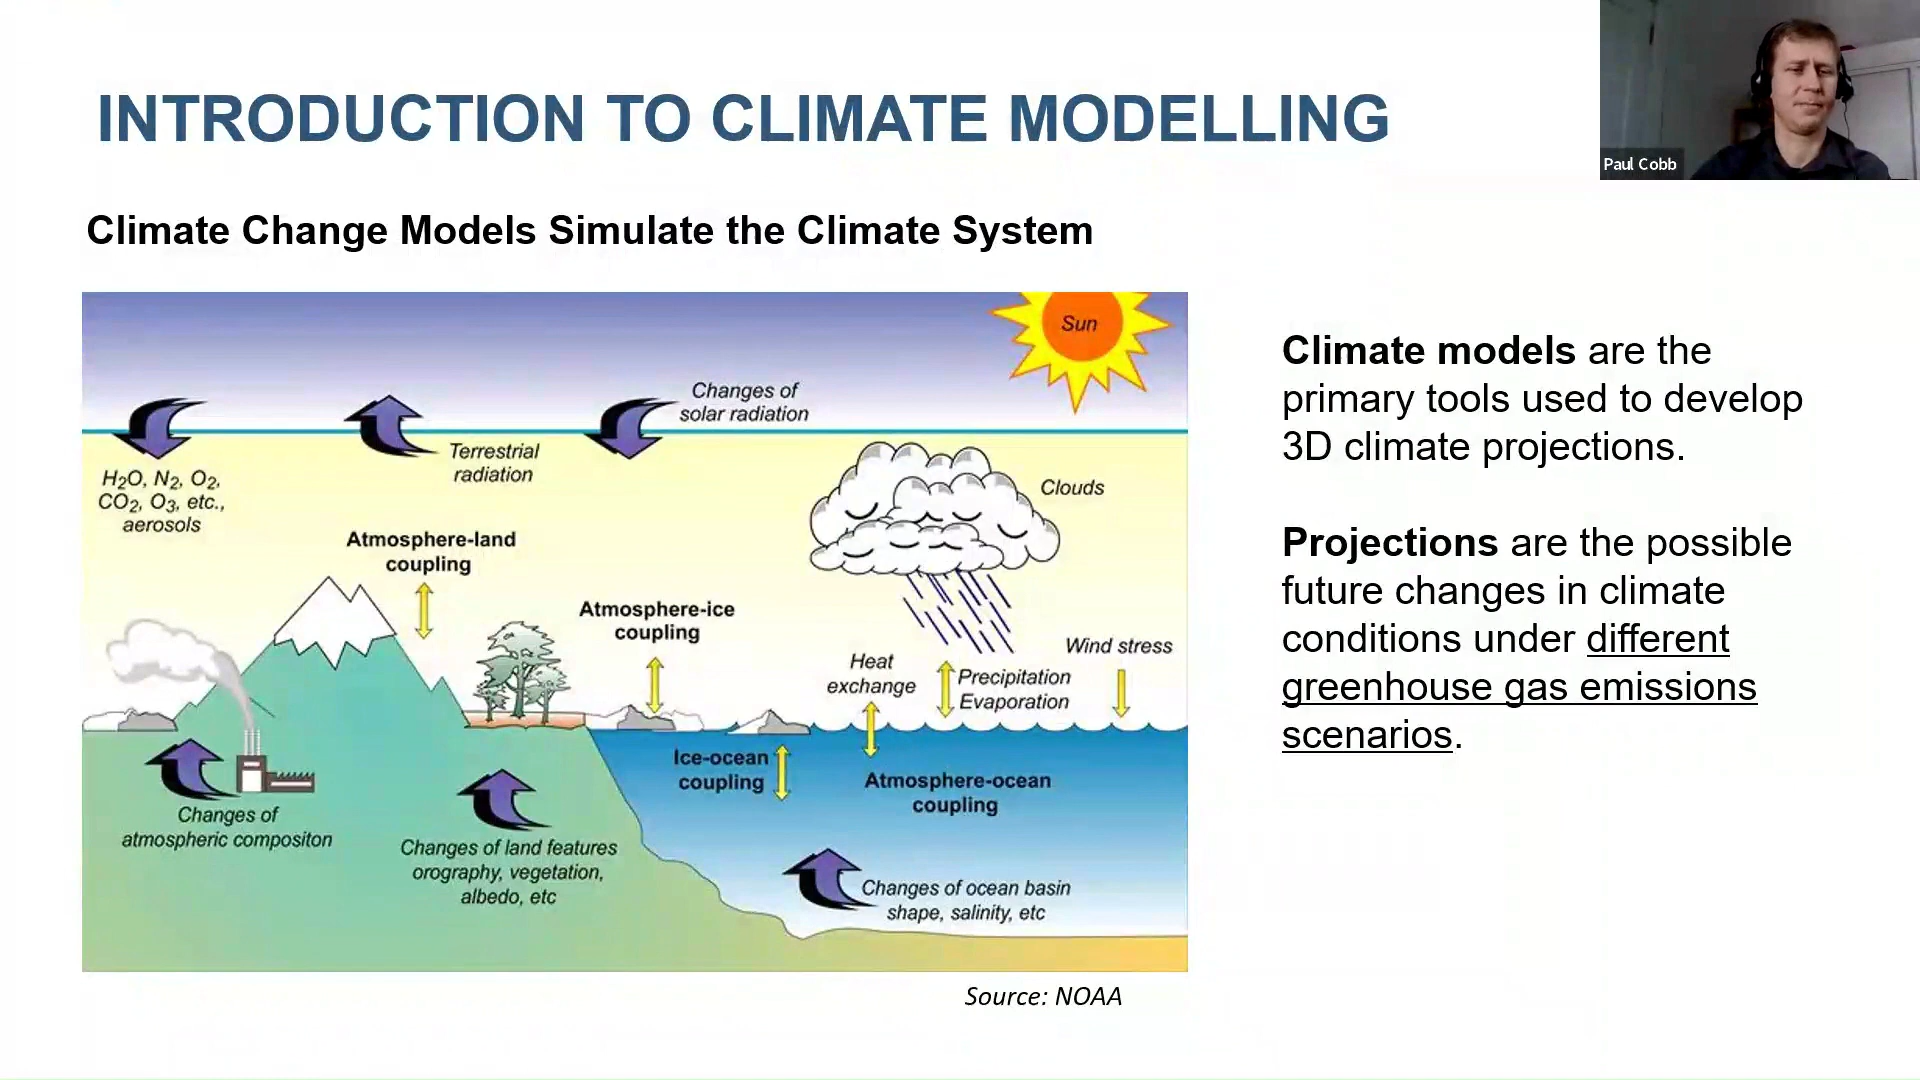 INTRODUCTION TO CLIMATE MODELLING
Paul Cobb
Climate Change Models Simulate the Climate System
Sun
Changes of
solar radiation
Terrestrial
radiation
H2O, N2, O2,
CO2, O3, etc.,
aerosols
Clouds
Atmosphere-land
coupling
Atmosphere-ice
coupling
Heat
exchange
Precipitation
Evaporation
Wind stress
Ice-ocean
coupling
Atmosphere-ocean
coupling
Changes of
atmospheric compositon
Changes of land features
orography, vegetation,
albedo, etc
Changes of ocean basin
shape, salinity, etc
Source: NOAA
Climate models are the
primary tools used to develop
3D climate projections.
Projections are the possible
future changes in climate
conditions under different
greenhouse gas emissions
scenarios.